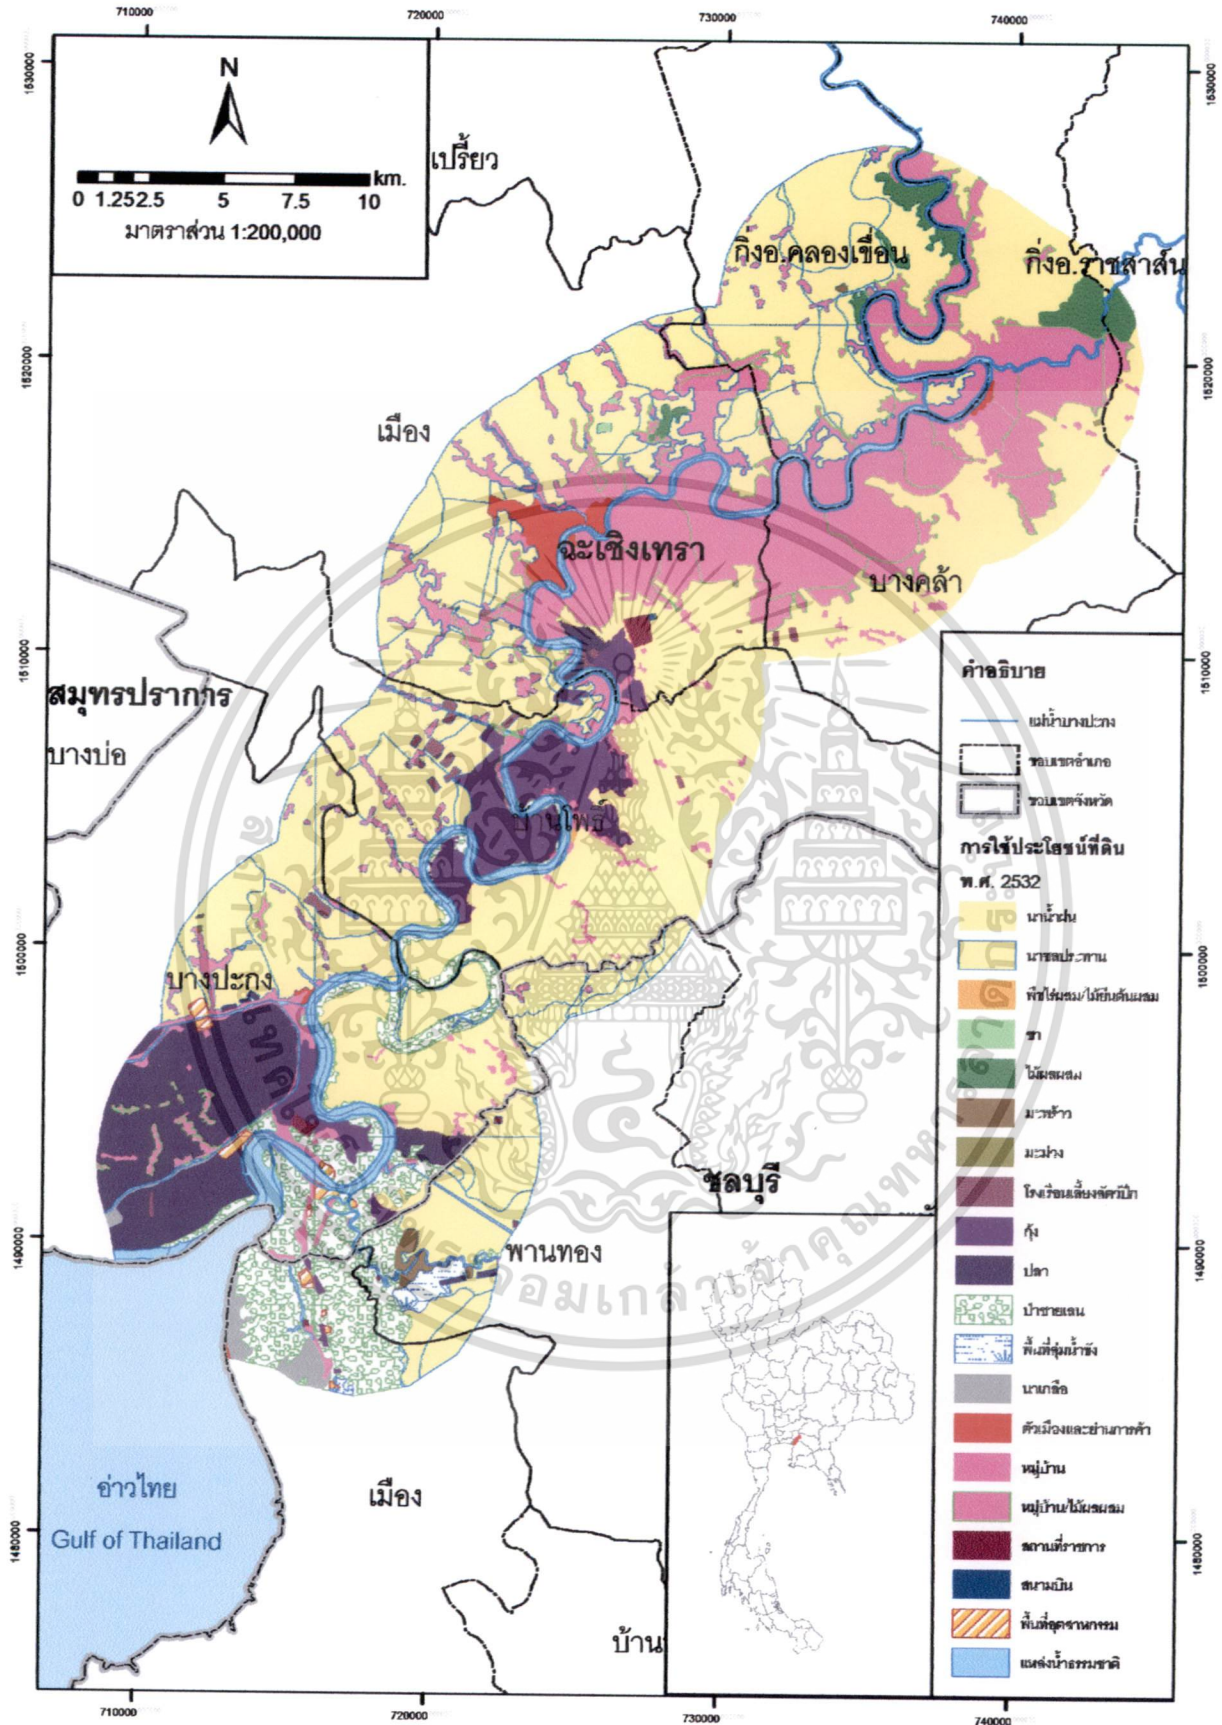 710000
720000
730000
740000
1530000
1530000
N
km.
0 1.25 2.5 5 7.5 10
มาตราส่วน 1:200,000
เปรี้ยว
กิ่งอ.คลองเขื่อน
กิ่งอ.ราชสาส์น
1520000
1520000
เมือง
ฉะเชิงเทรา
บางคล้า
1510000
1510000
สมุทรปราการ
บางบ่อ
บ้านโพธิ์
1500000
1500000
บางปะกง
ชลบุรี
พานทอง
1490000
1490000
อ่าวไทย
Gulf of Thailand
เมือง
บ้าน
1480000
1480000
คำอธิบาย
แม่น้ำบางปะกง
ขอบเขตอำเภอ
ขอบเขตจังหวัด
การใช้ประโยชน์ที่ดิน
พ.ศ. 2532
นาน้ำฝน
นาชลประทาน
พืชไร่ผสม/ไม้ยืนต้นผสม
ไม้ผลผสม
มะพร้าว
มะม่วง
โรงเรือนเลี้ยงสัตว์ปีก
กุ้ง
ปลา
ป่าชายเลน
พื้นที่ลุ่มน้ำขัง
นาเกลือ
ตัวเมืองและย่านการค้า
หมู่บ้าน
หมู่บ้าน/ไม้ผลผสม
สถานที่ราชการ
สนามบิน
พื้นที่อุตสาหกรรม
แหล่งน้ำธรรมชาติ
710000
720000
730000
740000